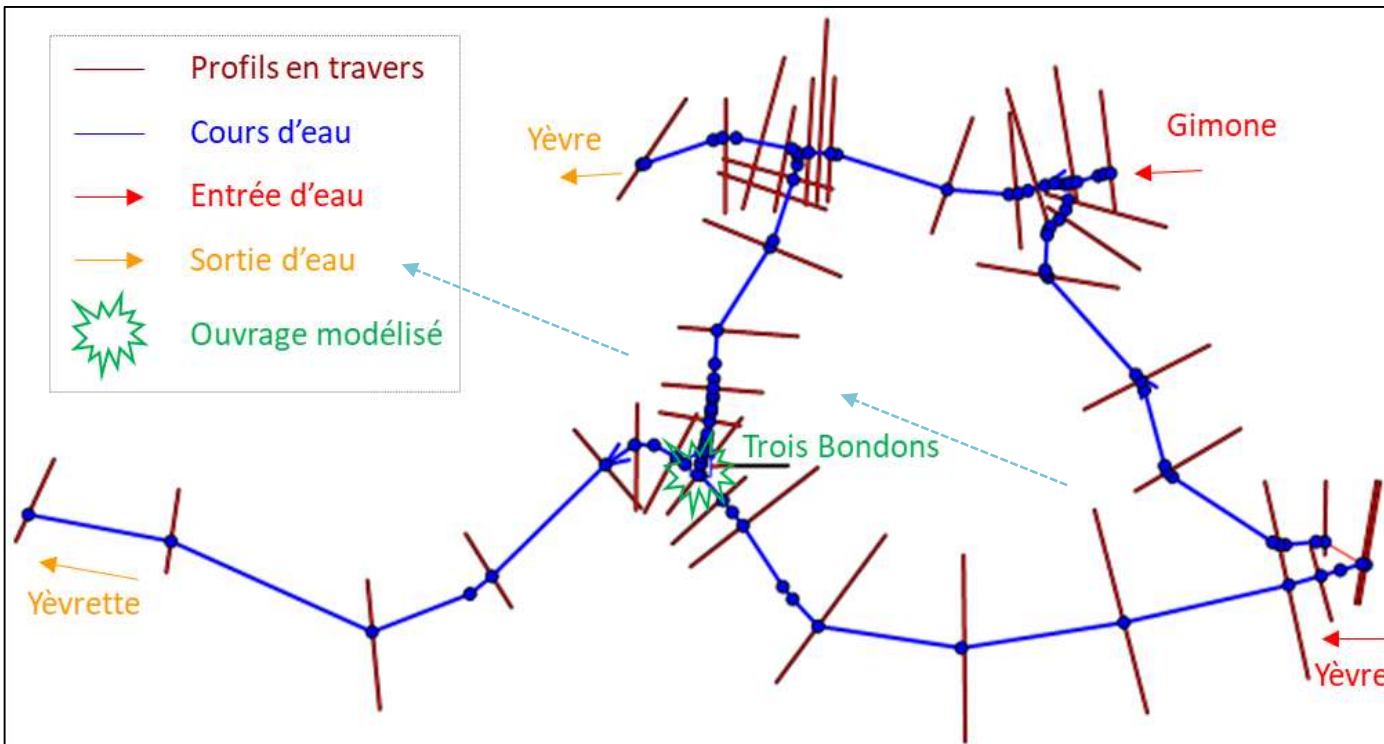 Profils en travers
Cours d'eau
Entrée d'eau
Sortie d'eau
Ouvrage modélisé
Yèvre
Gimone
Trois Bondons
Yèvrette
Yèvre